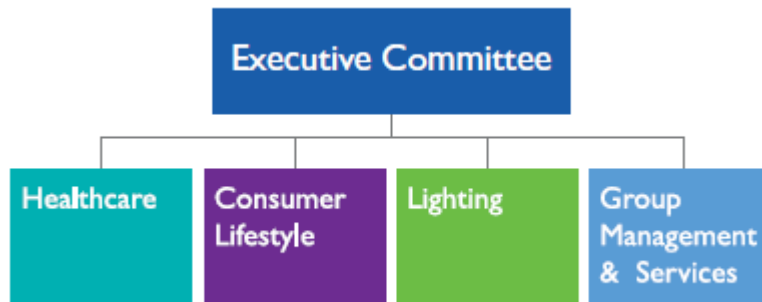 Executive Committee
Healthcare
Consumer
Lifestyle
Lighting
Group
Management
& Services